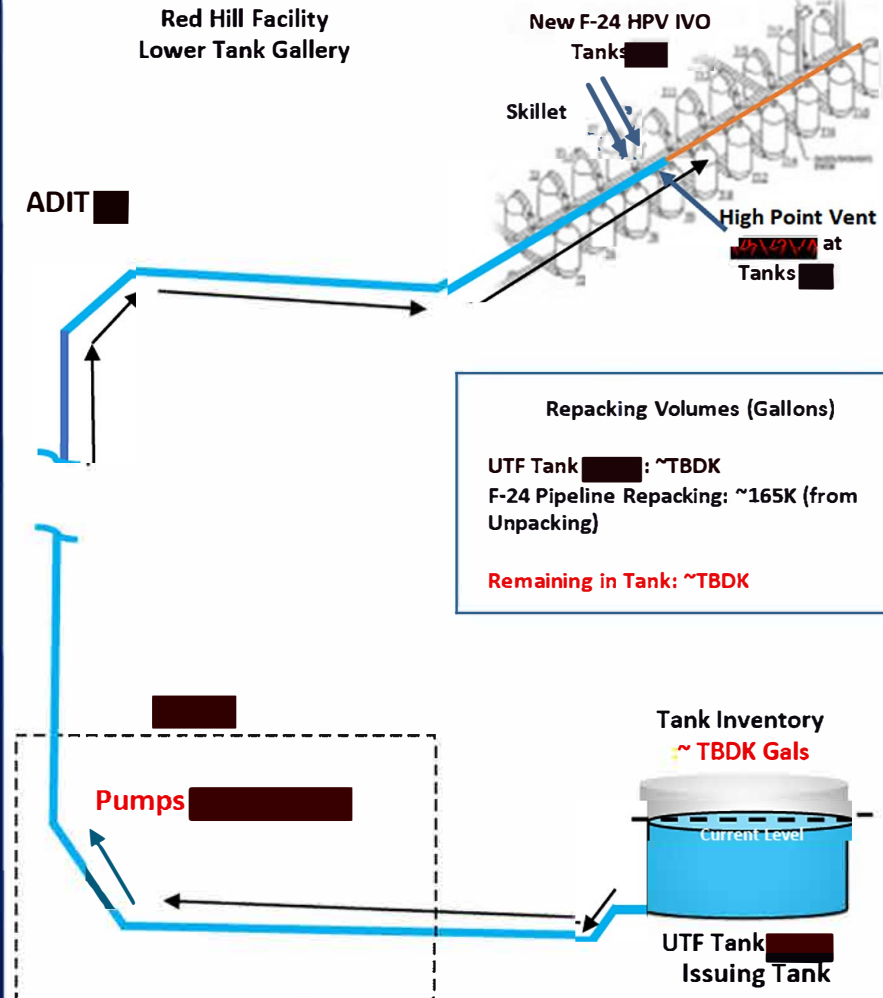 Red Hill Facility
Lower Tank Gallery
New F-24 HPV IVO
Tanks
Skillet
ADIT
High Point Vent
at
Tanks
Repacking Volumes (Gallons)
UTF Tank : ~TBDK
F-24 Pipeline Repacking: ~165K (from
Unpacking)
Remaining in Tank: ~TBDK
Pumps
Tank Inventory
~ TBDK Gals
Current Level
UTF Tank
Issuing Tank